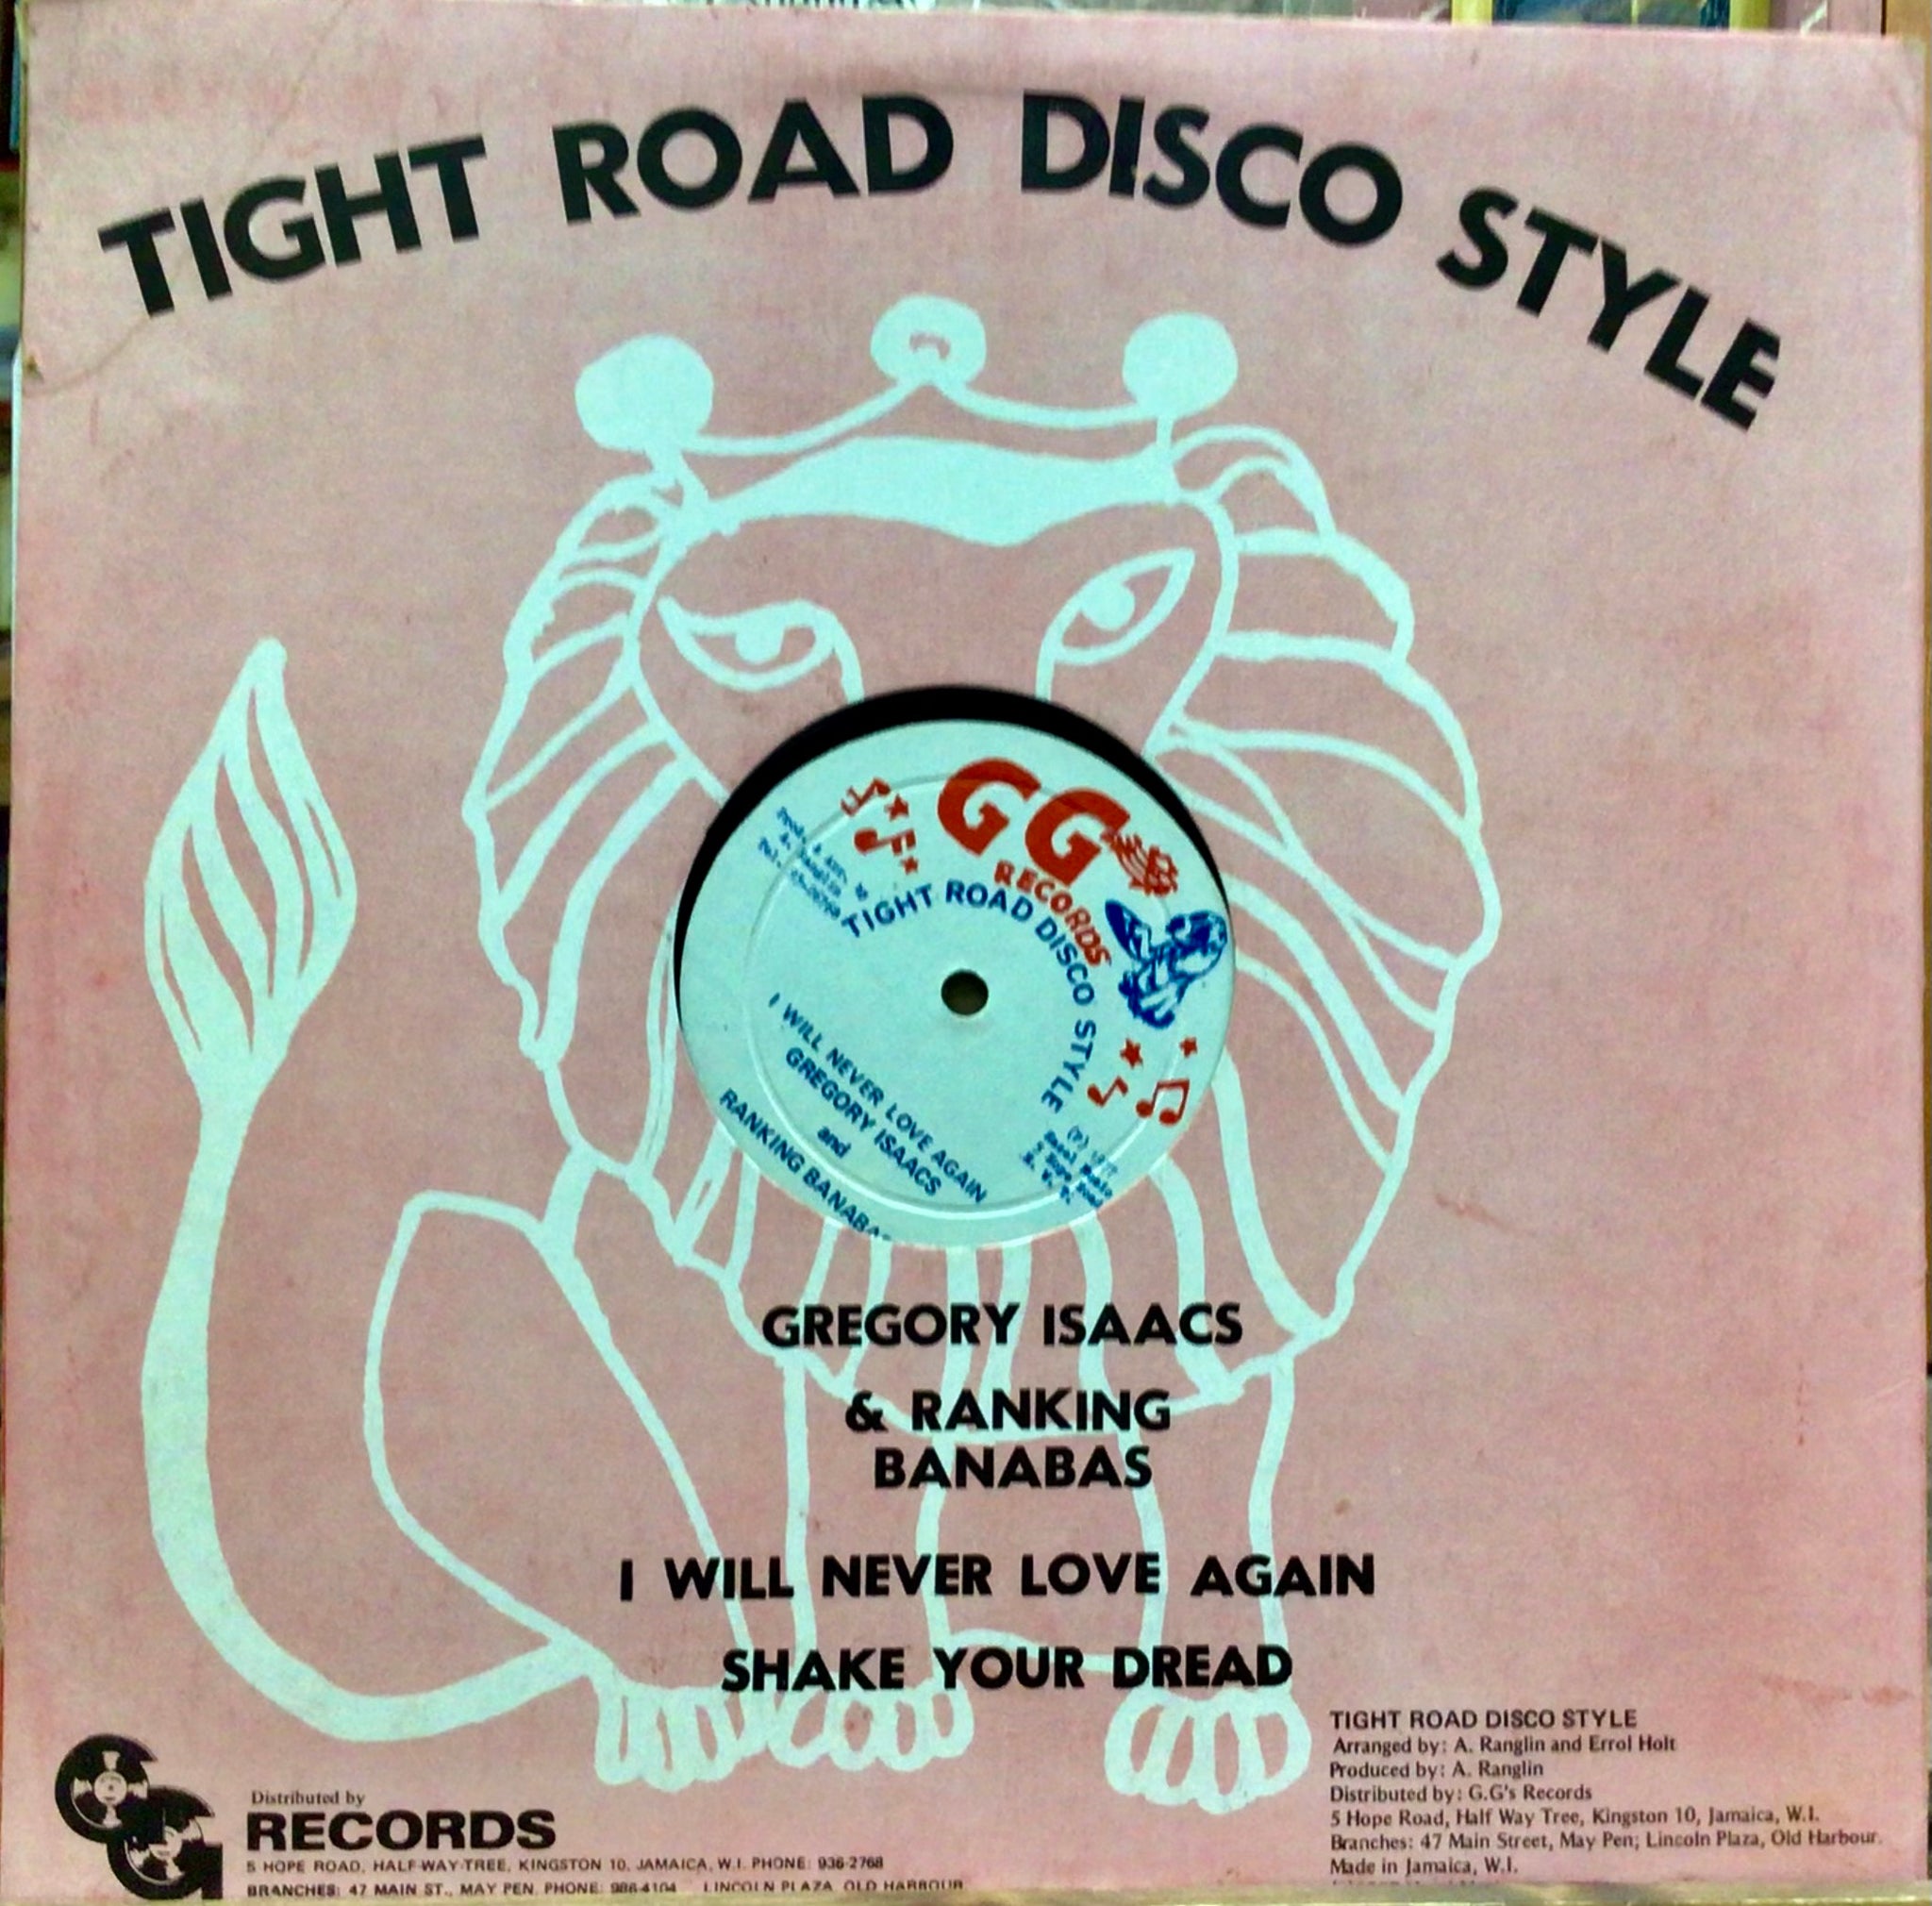 TIGHT ROAD DISCO STYLE
GG
RECORDS
TIGHT ROAD DISCO STYLE
I WILL NEVER LOVE AGAIN
GREGORY ISAACS
and
RANKING BANABAS
GREGORY ISAACS
& RANKING
BANABAS
I WILL NEVER LOVE AGAIN
SHAKE YOUR DREAD
Distributed by
RECORDS
5 HOPE ROAD, HALF-WAY-TREE, KINGSTON 10, JAMAICA, W.I. PHONE: 936-2768
BRANCHES: 47 MAIN ST., MAY PEN. PHONE: 986-4104 LINCOLN PLAZA, OLD HARBOUR
TIGHT ROAD DISCO STYLE
Arranged by: A. Ranglin and Errol Holt
Produced by: A. Ranglin
Distributed by: G.G's Records
5 Hope Road, Half Way Tree, Kingston 10, Jamaica, W.I.
Branches: 47 Main Street, May Pen; Lincoln Plaza, Old Harbour.
Made in Jamaica, W.I.